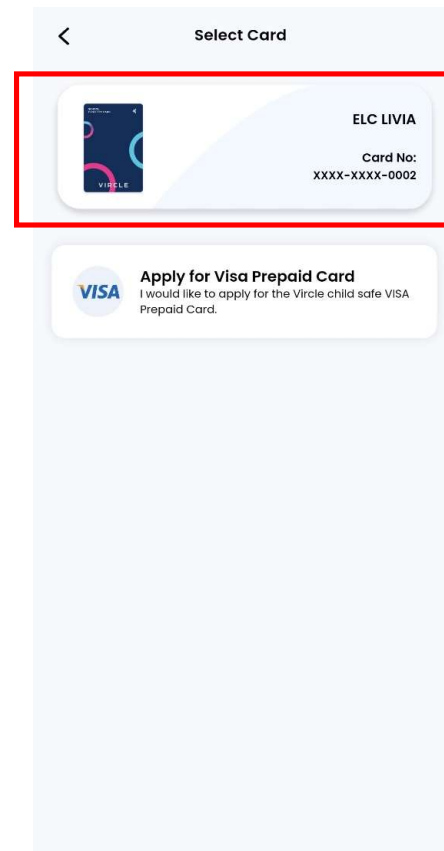 Select Card
ELC LIVIA
Card No:
XXXX-XXXX-0002
VIRCLE
VISA
Apply for Visa Prepaid Card
I would like to apply for the Vircle child safe VISA
Prepaid Card.